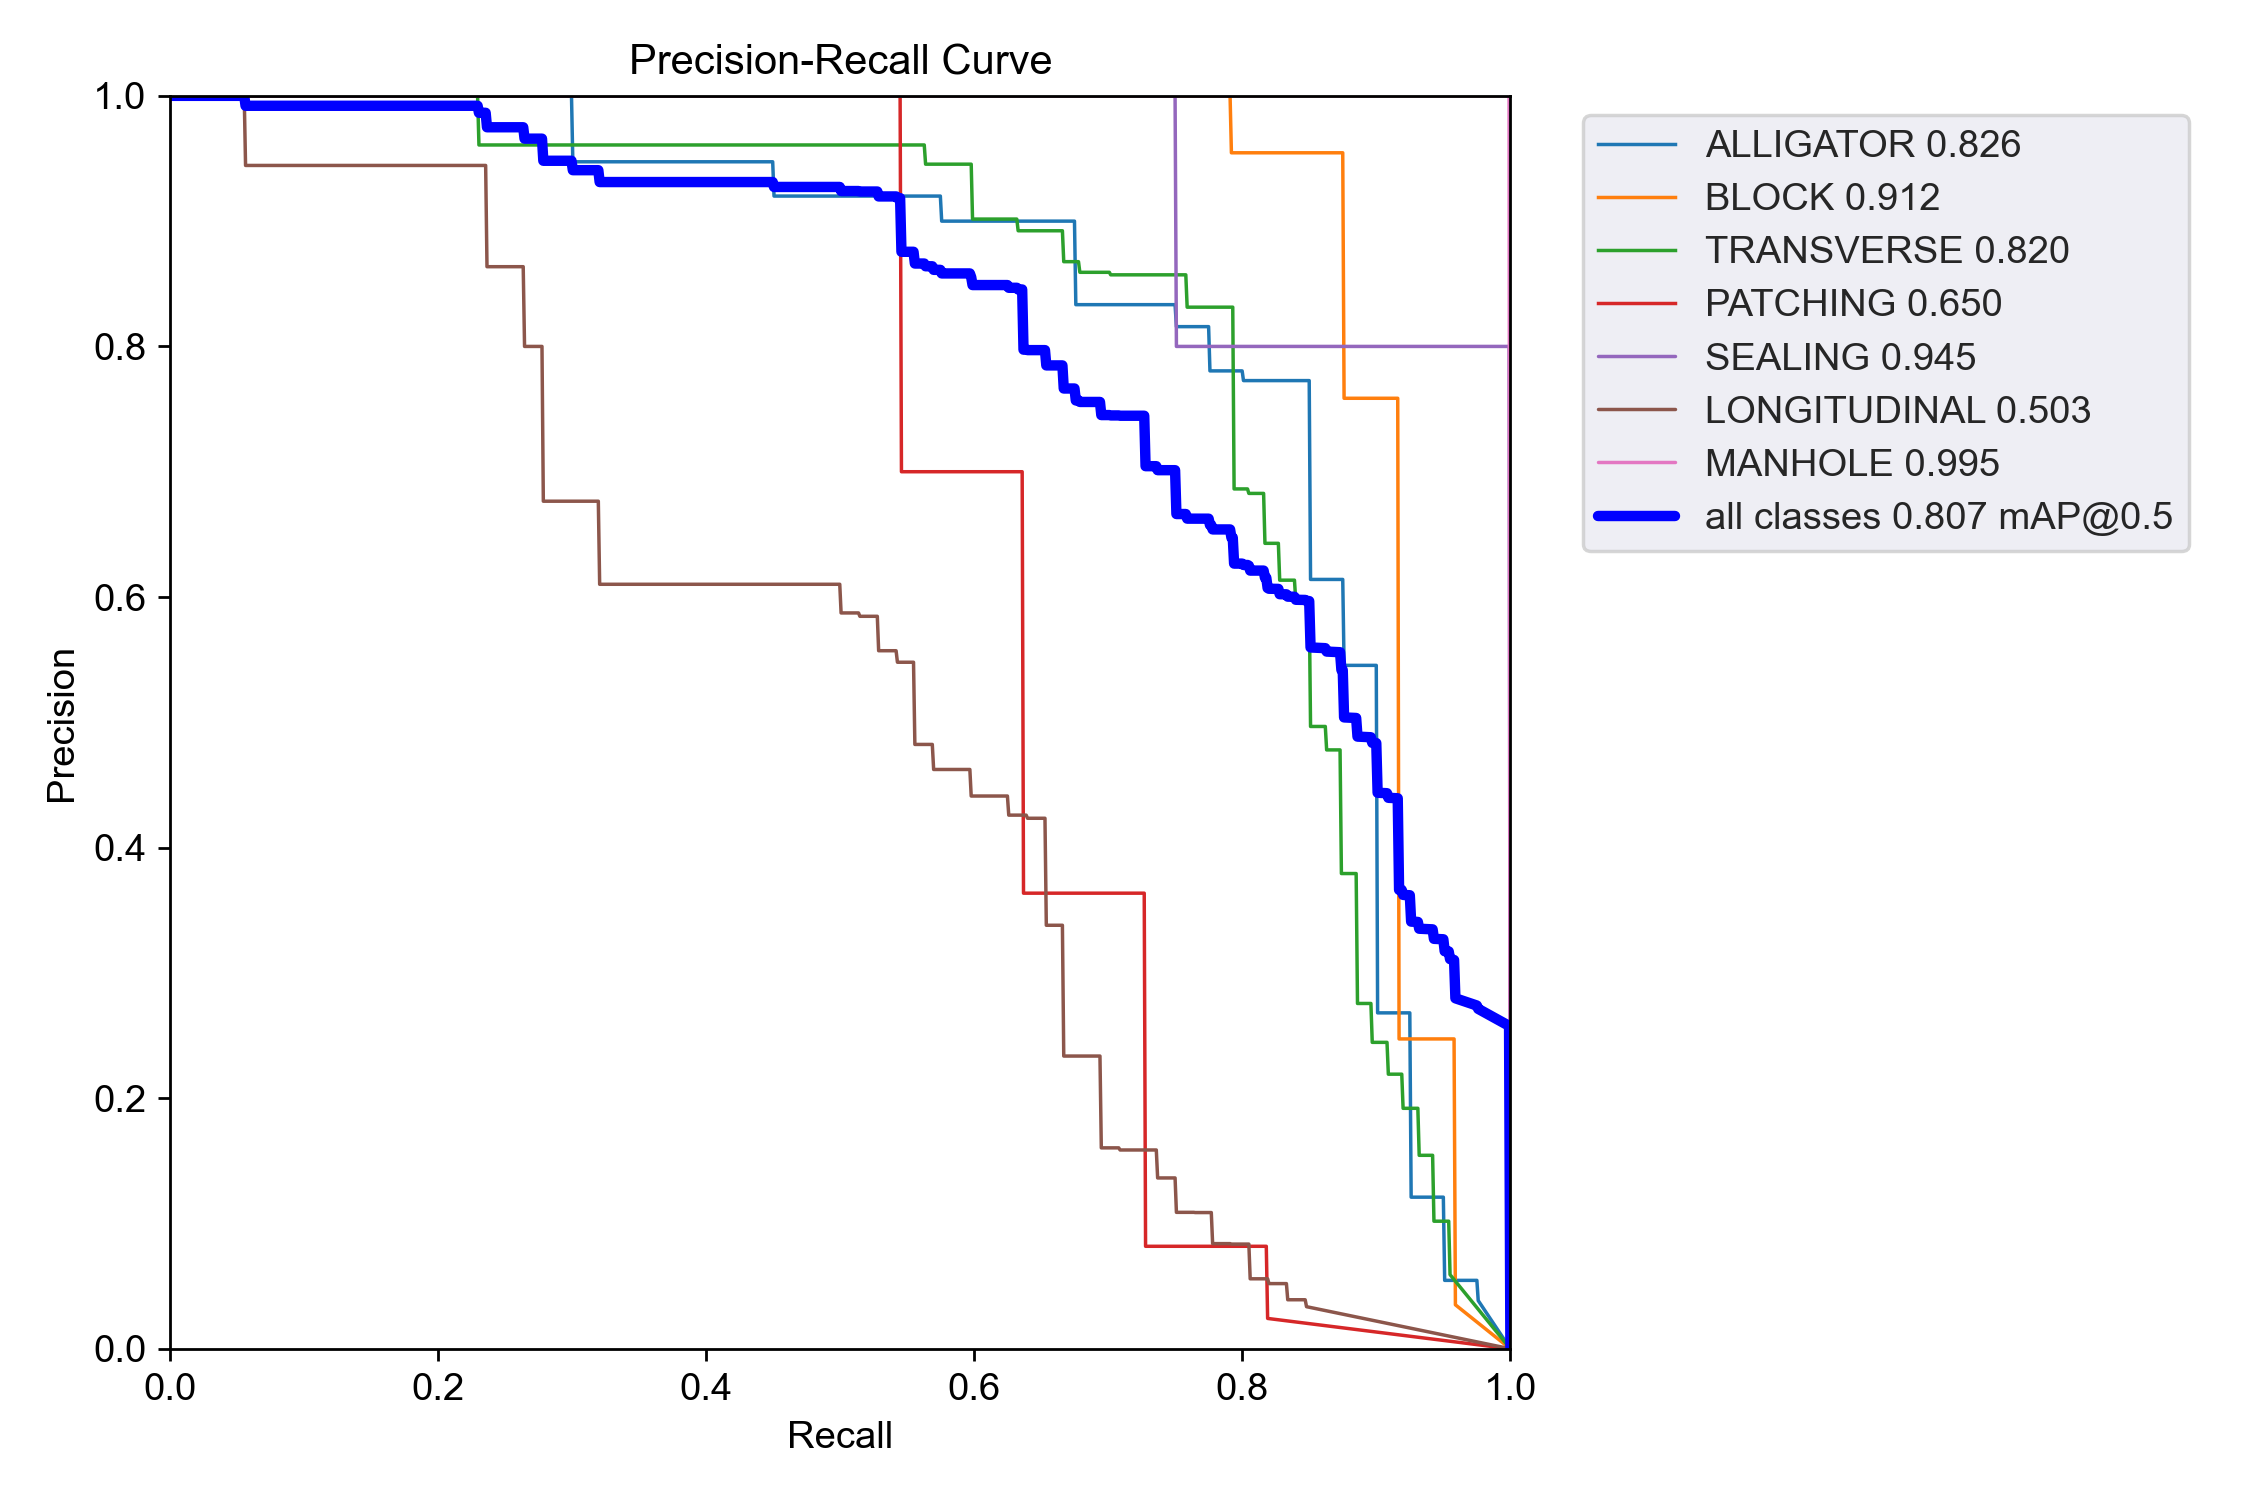 Precision-Recall Curve
1.0
0.8
0.6
0.4
0.2
0.0
Precision
0.0 0.2 0.4 0.6 0.8 1.0
Recall
ALLIGATOR 0.826
BLOCK 0.912
TRANSVERSE 0.820
PATCHING 0.650
SEALING 0.945
LONGITUDINAL 0.503
MANHOLE 0.995
all classes 0.807 mAP@0.5